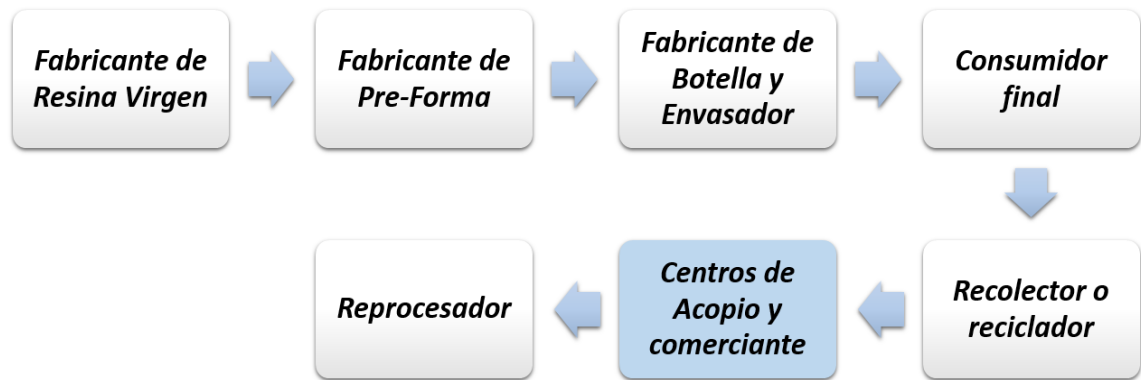 Fabricante de
Resina Virgen
Fabricante de
Pre-Forma
Fabricante de
Botella y
Envasador
Consumidor
final
Recolector o
reciclador
Centros de
Acopio y
comerciante
Reprocesador